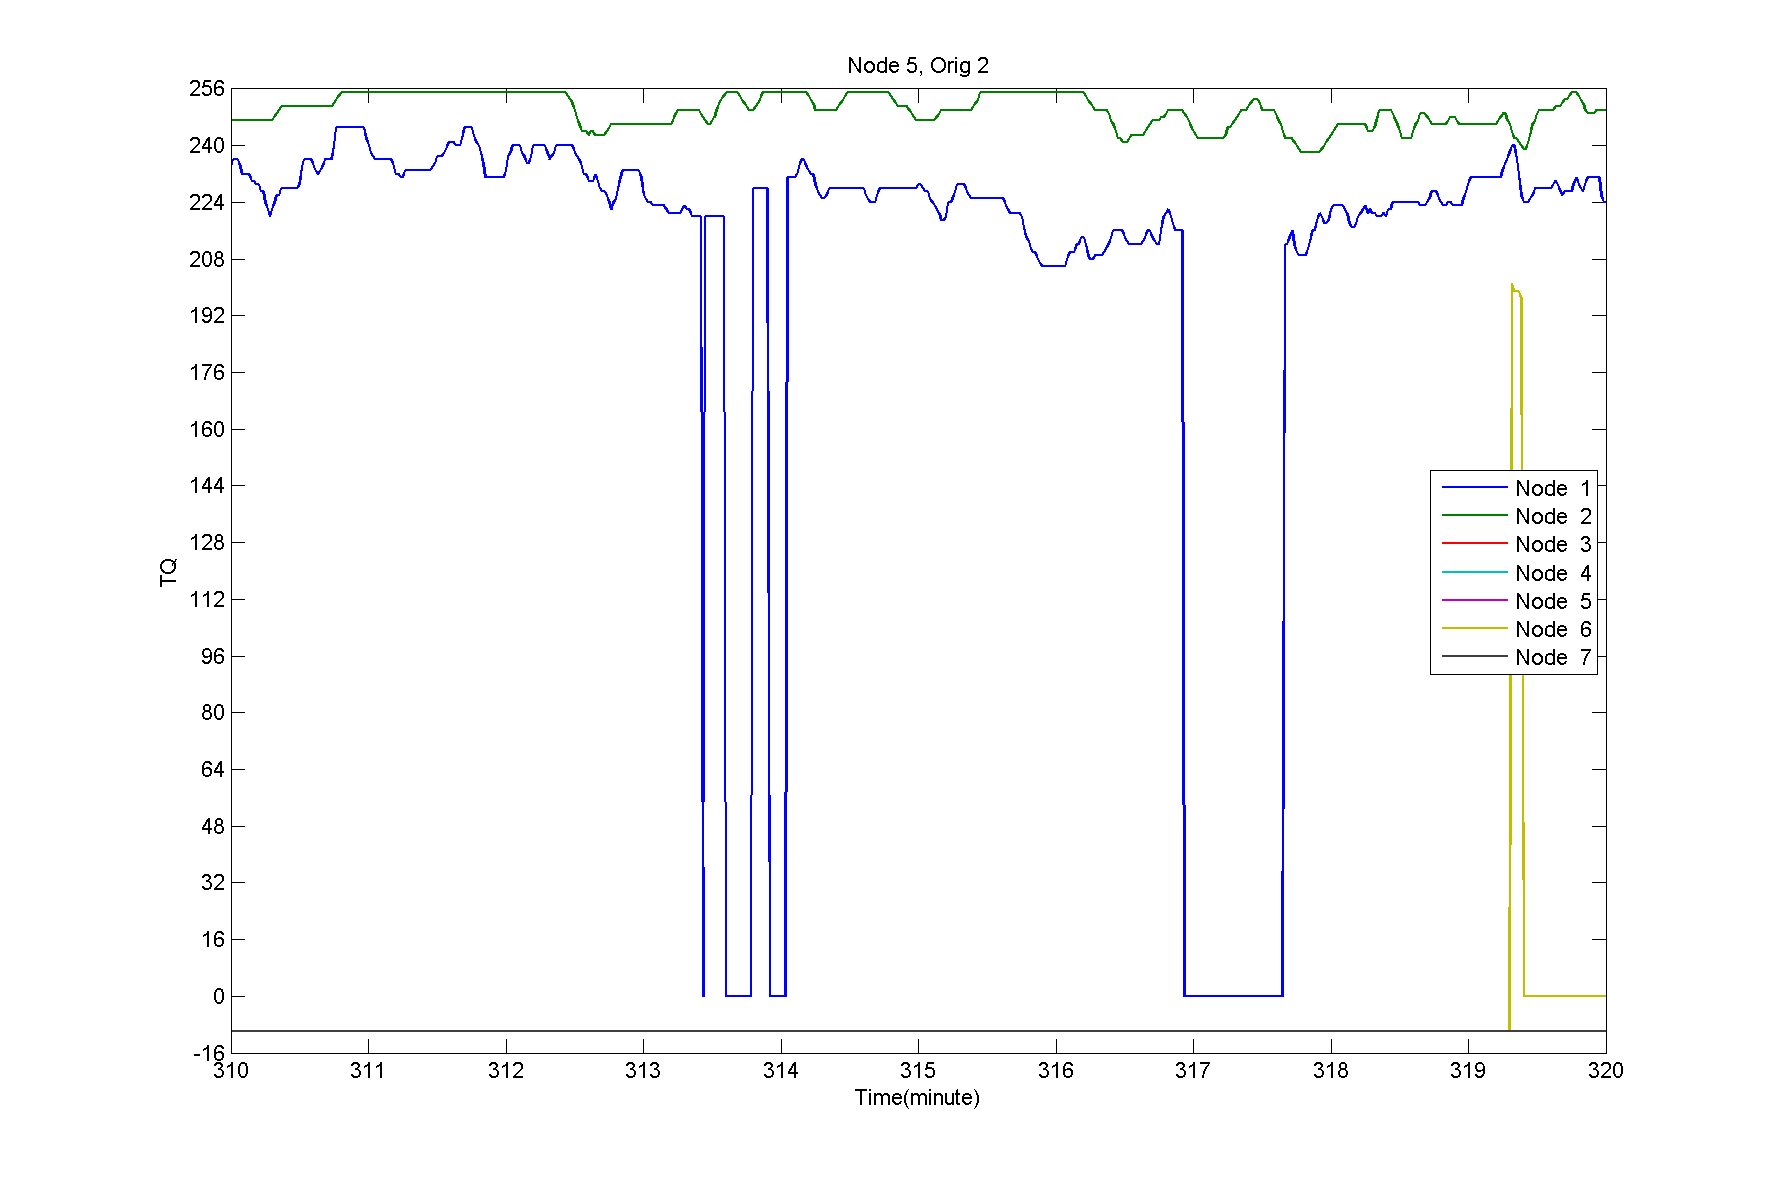 Node 5, Orig 2
256
240
224
208
192
176
160
144
128
112
96
80
64
48
32
16
0
-16
TQ
Node 1
Node 2
Node 3
Node 4
Node 5
Node 6
Node 7
310 311 312 313 314 315 316 317 318 319 320
Time(minute)